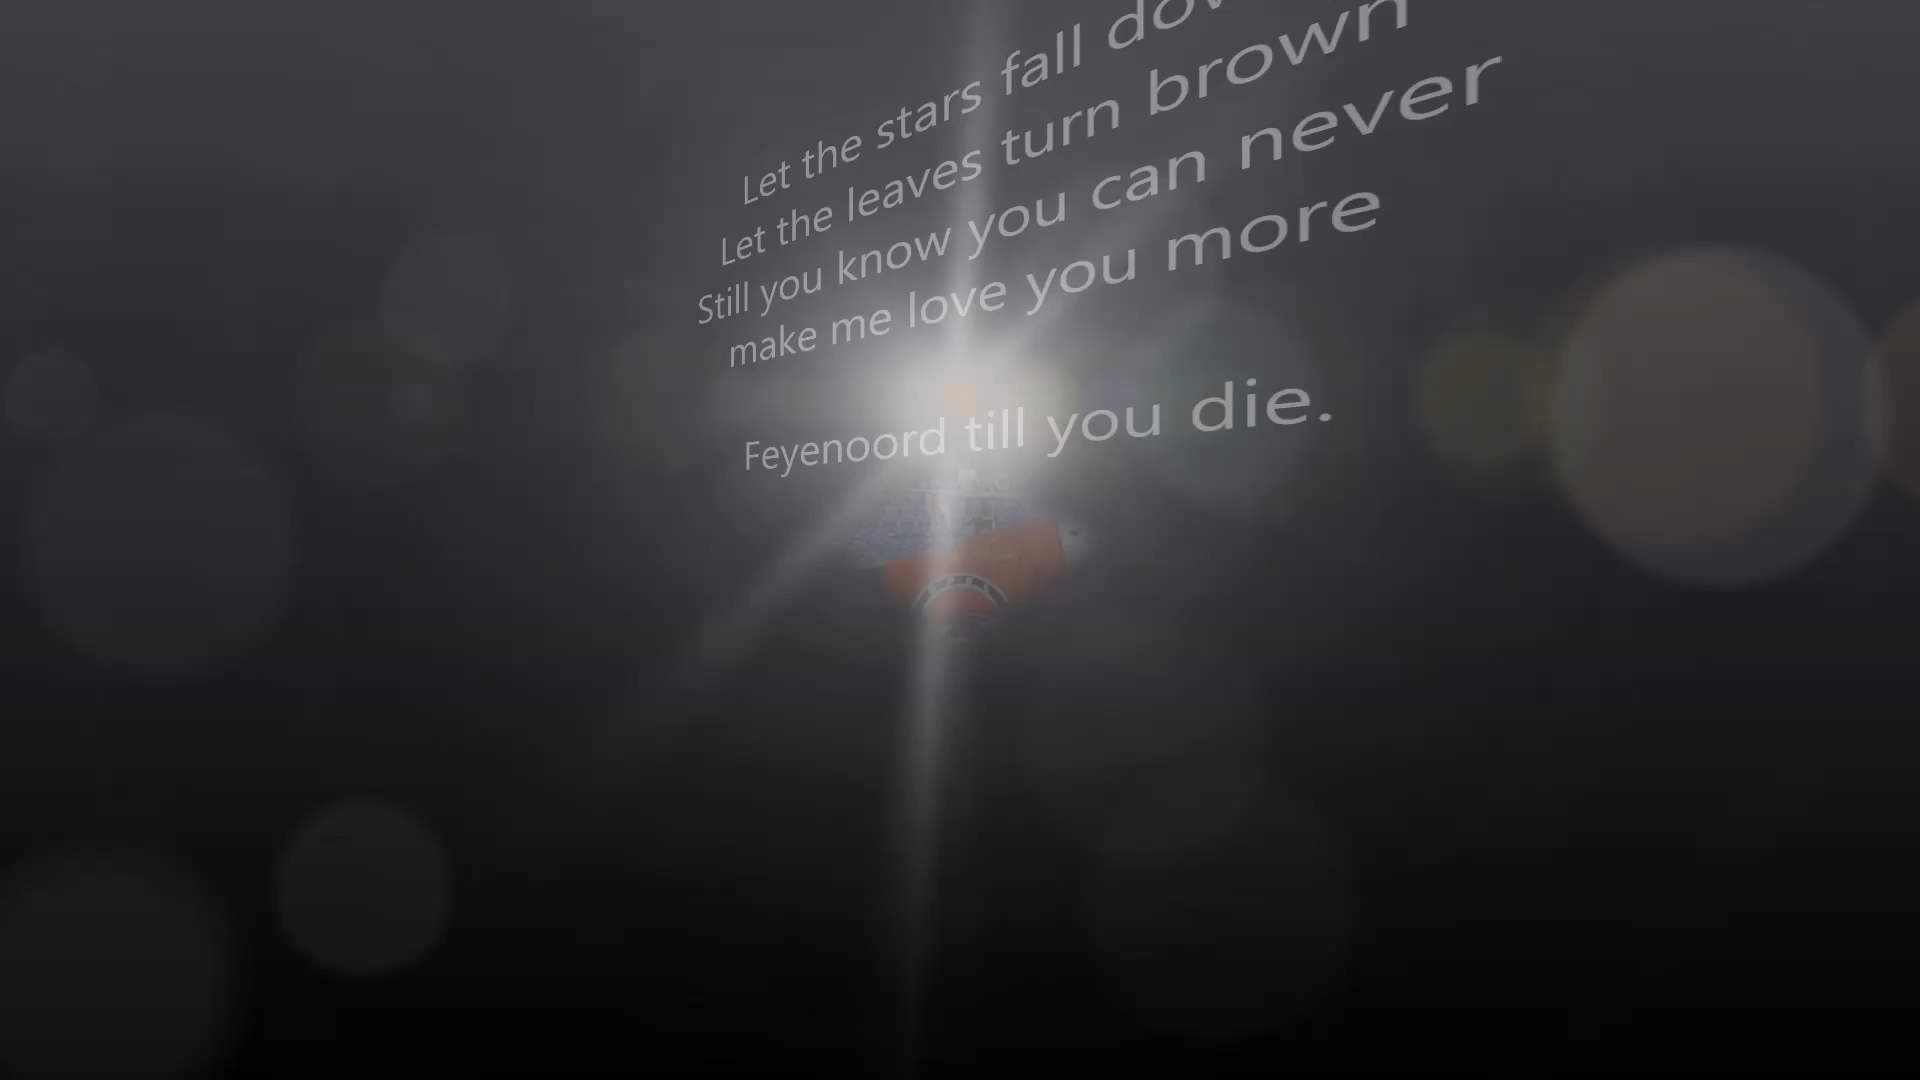 Let the stars fall
Let the leaves turn brown
Still you know you can never
make me love you more
Feyenoord till you die.